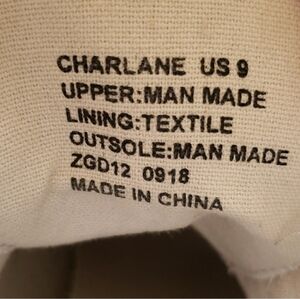 CHARLANE US 9
UPPER:MAN MADE
LINING:TEXTILE
OUTSOLE:MAN MADE
ZGD12 0918
MADE IN CHINA